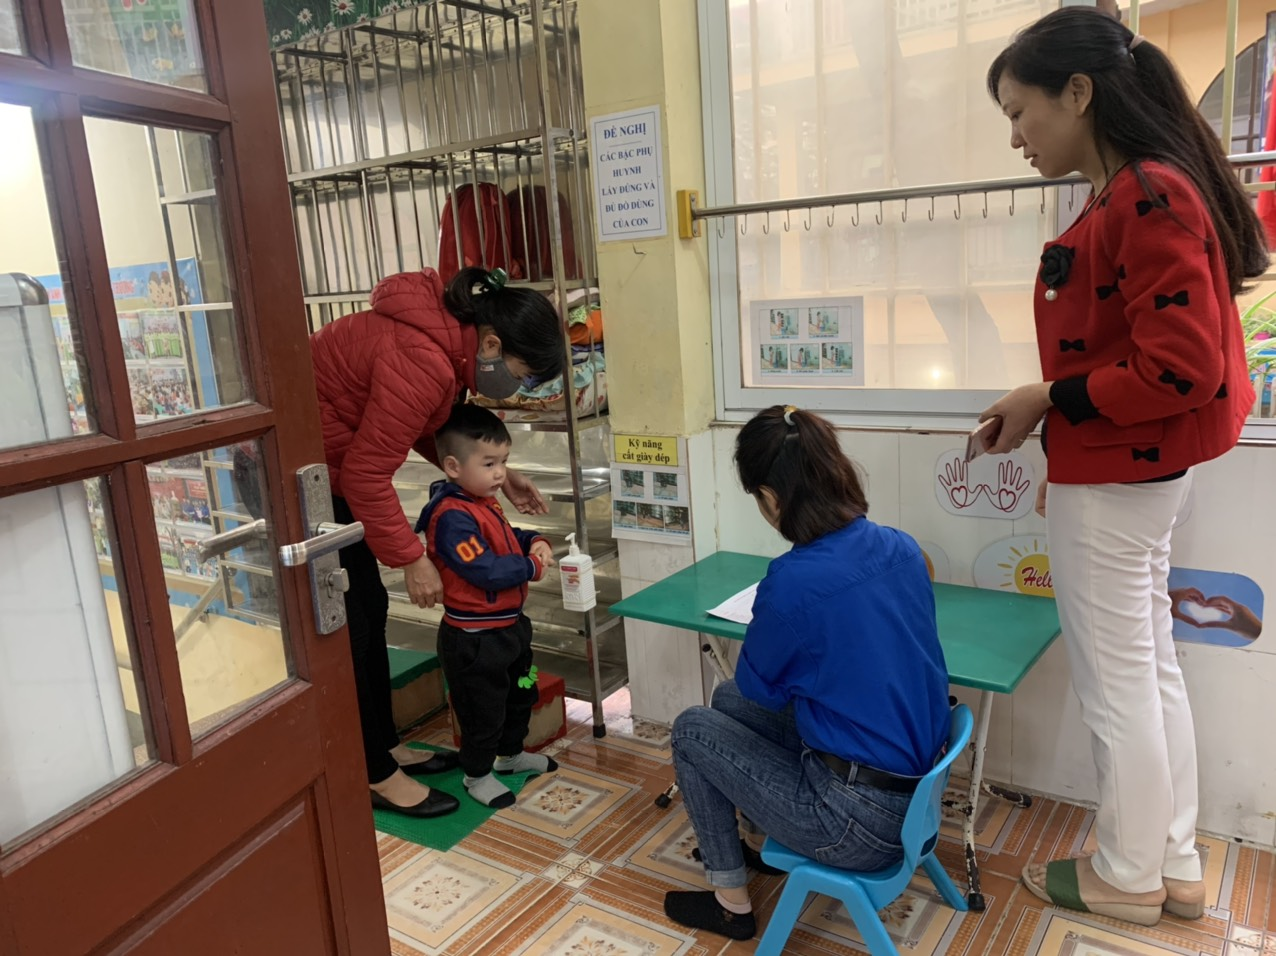 ĐỀ NGHỊ
CÁC BẬC PHỤ
HUYNH
LẤY ĐÚNG VÀ
ĐỦ ĐỒ DÙNG
CỦA CON
Kỹ năng
cất giày dép
01
Hello